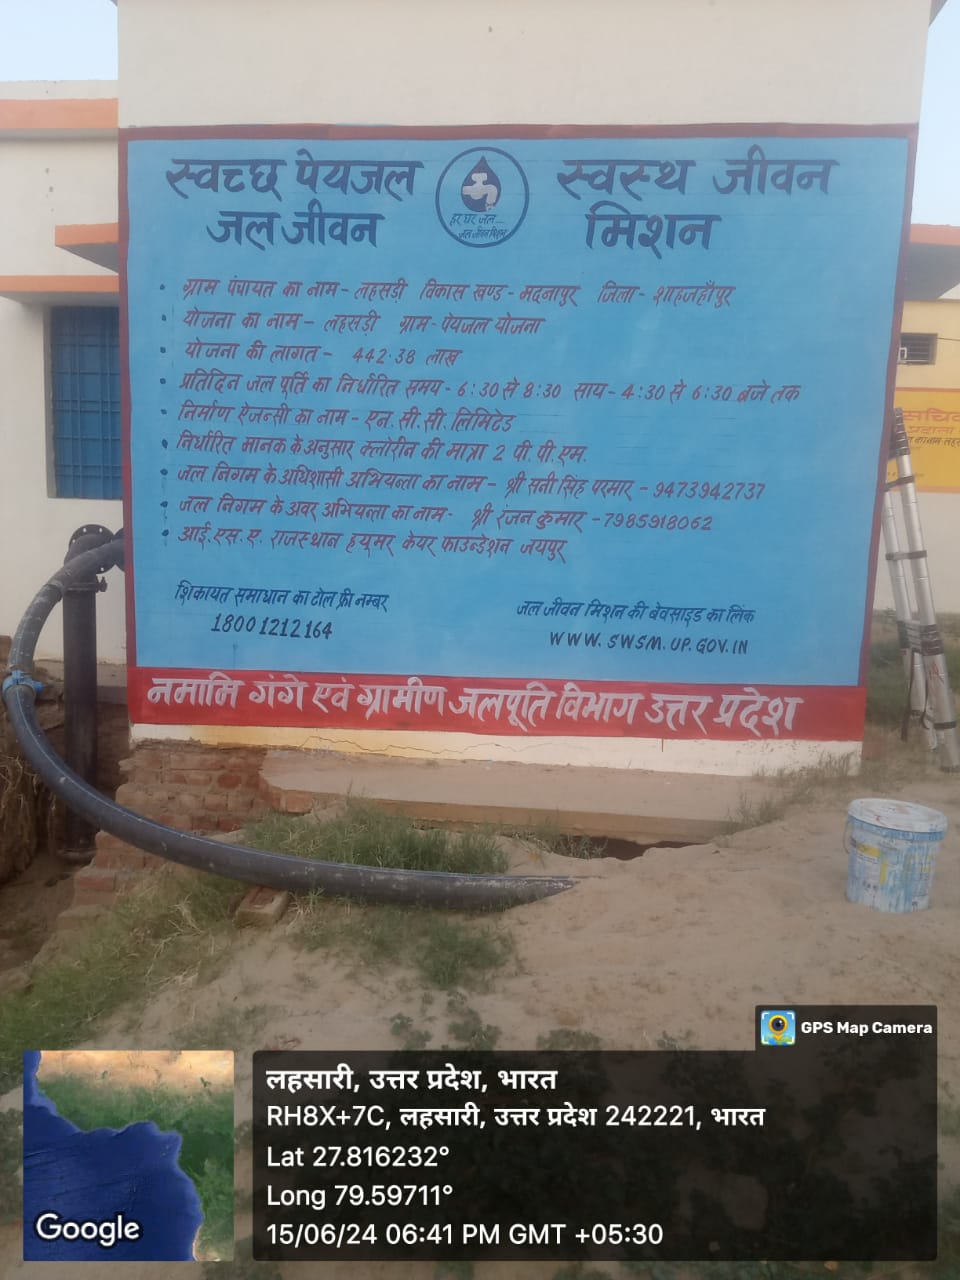 स्वच्छ पेयजल स्वस्थ जीवन
जल जीवन मिशन
हर घर जल
जल जीवन मिशन
• ग्राम पंचायत का नाम - लहसडी विकास खण्ड - मदनापुर जिला - शाहजहाँपुर
• योजना का नाम - लहसड़ी ग्राम - पेयजल योजना
• योजना की लागत - 442.38 लाख
• प्रतिदिन जल पूर्ति का निर्धारित समय - 6:30 से 8:30 साय - 4:30 से 6:30 बजे तक
• निर्माण ऐजन्सी का नाम - एन. सी. सी. लिमिटेड
• निर्धारित मानक के अनुसार क्लोरिन की मात्रा 2 पी. पी. एम.
• जल निगम के अधिशासी अभियन्ता का नाम - श्री सनी सिंह परमार - 9473942737
• जल निगम के अवर अभियन्ता का नाम - श्री रंजन कुमार - 7985918062
• आई. एस. ए. राजस्थान ह्यूमर केयर फाउन्डेशन जयपुर
शिकायत समाधान का टोल फ्री नम्बर
18001212164
जल जीवन मिशन की बेवसाइड का लिंक
WWW. SWSM. UP. GOV. IN
नमामि गंगे एवं ग्रामीण जलपूति विभाग उत्तर प्रदेश
GPS Map Camera
लहसारी, उत्तर प्रदेश, भारत
RH8X+7C, लहसारी, उत्तर प्रदेश 242221, भारत
Lat 27.816232°
Long 79.59711°
15/06/24 06:41 PM GMT +05:30
Google